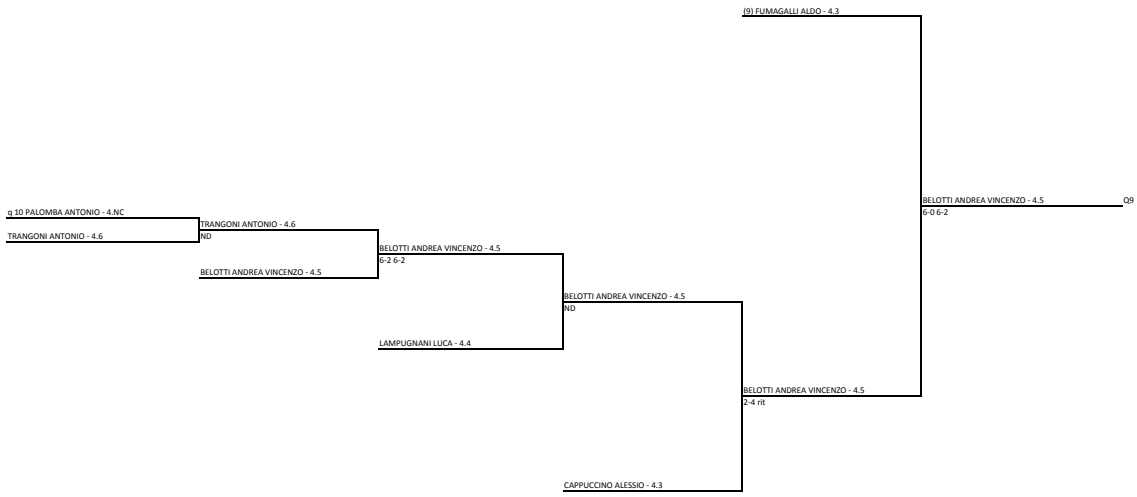 (9) FUMAGALLI ALDO - 4.3
BELOTTI ANDREA VINCENZO - 4.5
Q9
6-0 6-2
q 10 PALOMBA ANTONIO - 4.NC
TRANGONI ANTONIO - 4.6
ND
TRANGONI ANTONIO - 4.6
BELOTTI ANDREA VINCENZO - 4.5
6-2 6-2
BELOTTI ANDREA VINCENZO - 4.5
BELOTTI ANDREA VINCENZO - 4.5
ND
LAMPUGNANI LUCA - 4.4
BELOTTI ANDREA VINCENZO - 4.5
2-4 rit
CAPPUCCINO ALESSIO - 4.3